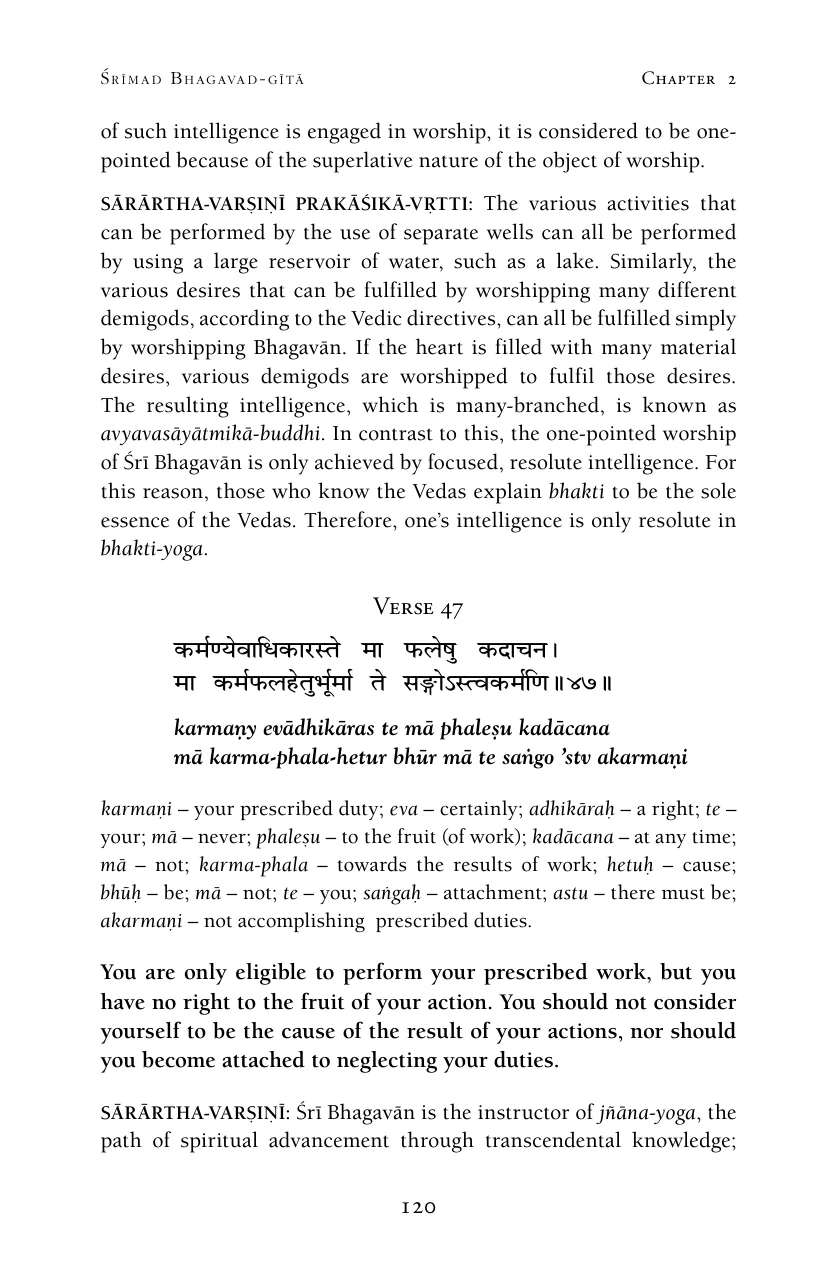 Śrīmad Bhagavad-gītā Chapter 2
of such intelligence is engaged in worship, it is considered to be one-
pointed because of the superlative nature of the object of worship.
SĀRĀRTHA-VARṢIṆĪ PRAKĀŚIKĀ-VṚTTI: The various activities that
can be performed by the use of separate wells can all be performed
by using a large reservoir of water, such as a lake. Similarly, the
various desires that can be fulfilled by worshipping many different
demigods, according to the Vedic directives, can all be fulfilled simply
by worshipping Bhagavān. If the heart is filled with many material
desires, various demigods are worshipped to fulfil those desires.
The resulting intelligence, which is many-branched, is known as
avyavasāyātmikā-buddhi. In contrast to this, the one-pointed worship
of Śrī Bhagavān is only achieved by focused, resolute intelligence. For
this reason, those who know the Vedas explain bhakti to be the sole
essence of the Vedas. Therefore, one’s intelligence is only resolute in
bhakti-yoga.
Verse 47
कर्मण्येवाधिकारस्ते मा फलेषु कदाचन।
मा कर्मफलहेतुर्भूर्मा ते सङ्गोऽस्त्वकर्मणि॥४७॥
karmaṇy evādhikāras te mā phaleṣu kadācana
mā karma-phala-hetur bhūr mā te saṅgo ’stv akarmaṇi
karmaṇi – your prescribed duty; eva – certainly; adhikāraḥ – a right; te –
your; mā – never; phaleṣu – to the fruit (of work); kadācana – at any time;
mā – not; karma-phala – towards the results of work; hetuḥ – cause;
bhūḥ – be; mā – not; te – you; saṅgaḥ – attachment; astu – there must be;
akarmaṇi – not accomplishing prescribed duties.
You are only eligible to perform your prescribed work, but you
have no right to the fruit of your action. You should not consider
yourself to be the cause of the result of your actions, nor should
you become attached to neglecting your duties.
SĀRĀRTHA-VARṢIṆĪ: Śrī Bhagavān is the instructor of jñāna-yoga, the
path of spiritual advancement through transcendental knowledge;
120